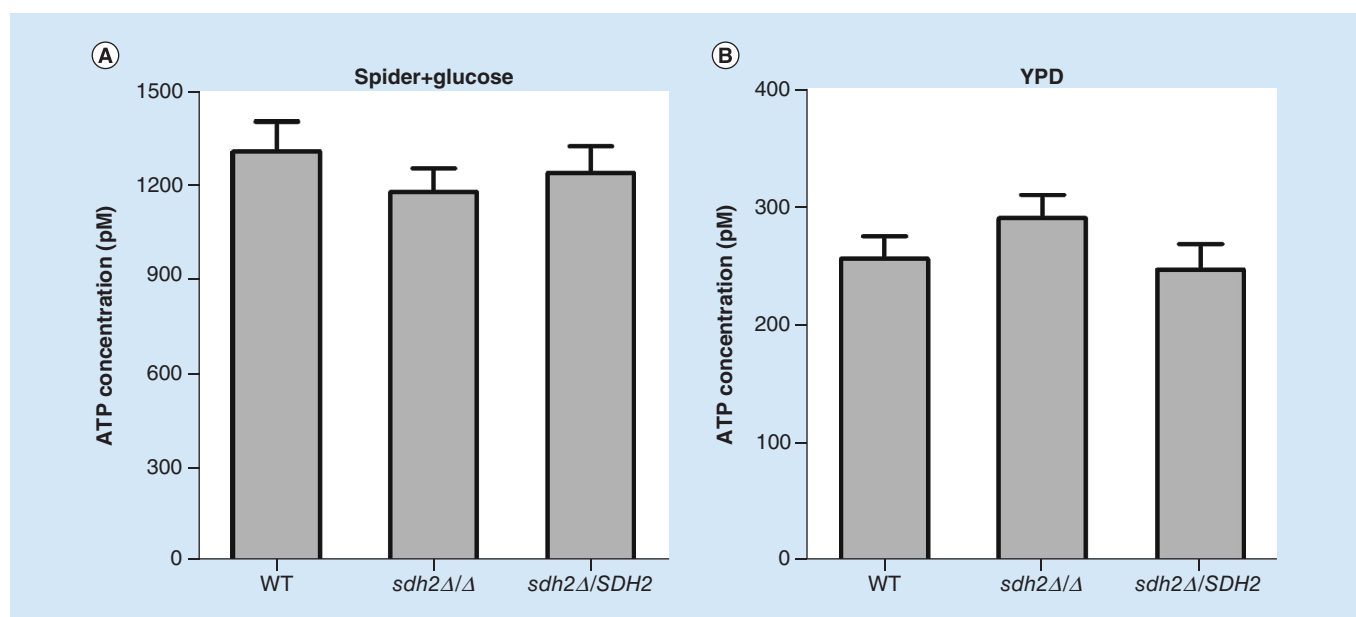 A
Spider+glucose
1500
1200
900
600
300
0
ATP concentration (pM)
WT
sdh2Δ/Δ
sdh2Δ/SDH2
B
YPD
400
300
200
100
0
ATP concentration (pM)
WT
sdh2Δ/Δ
sdh2Δ/SDH2